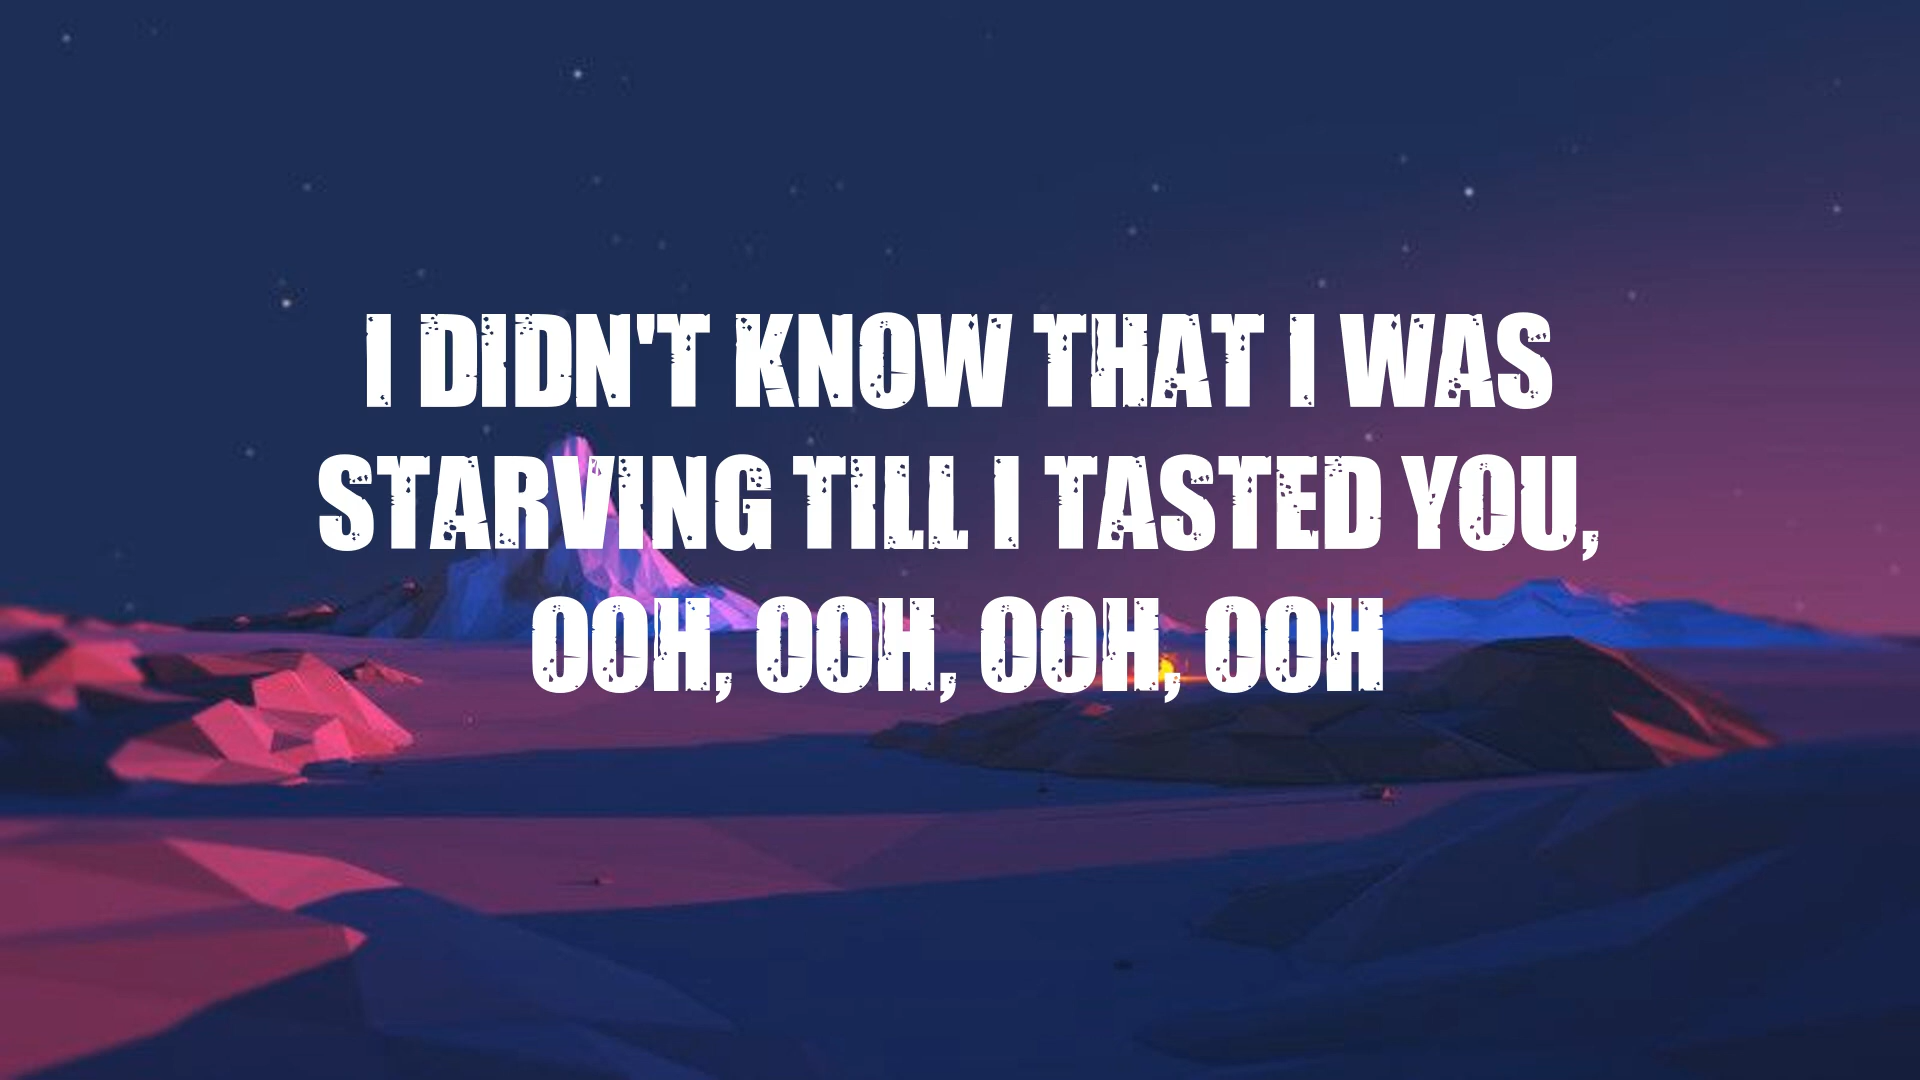 I DIDN'T KNOW THAT I WAS
STARVING TILL I TASTED YOU,
OOH, OOH, OOH, OOH